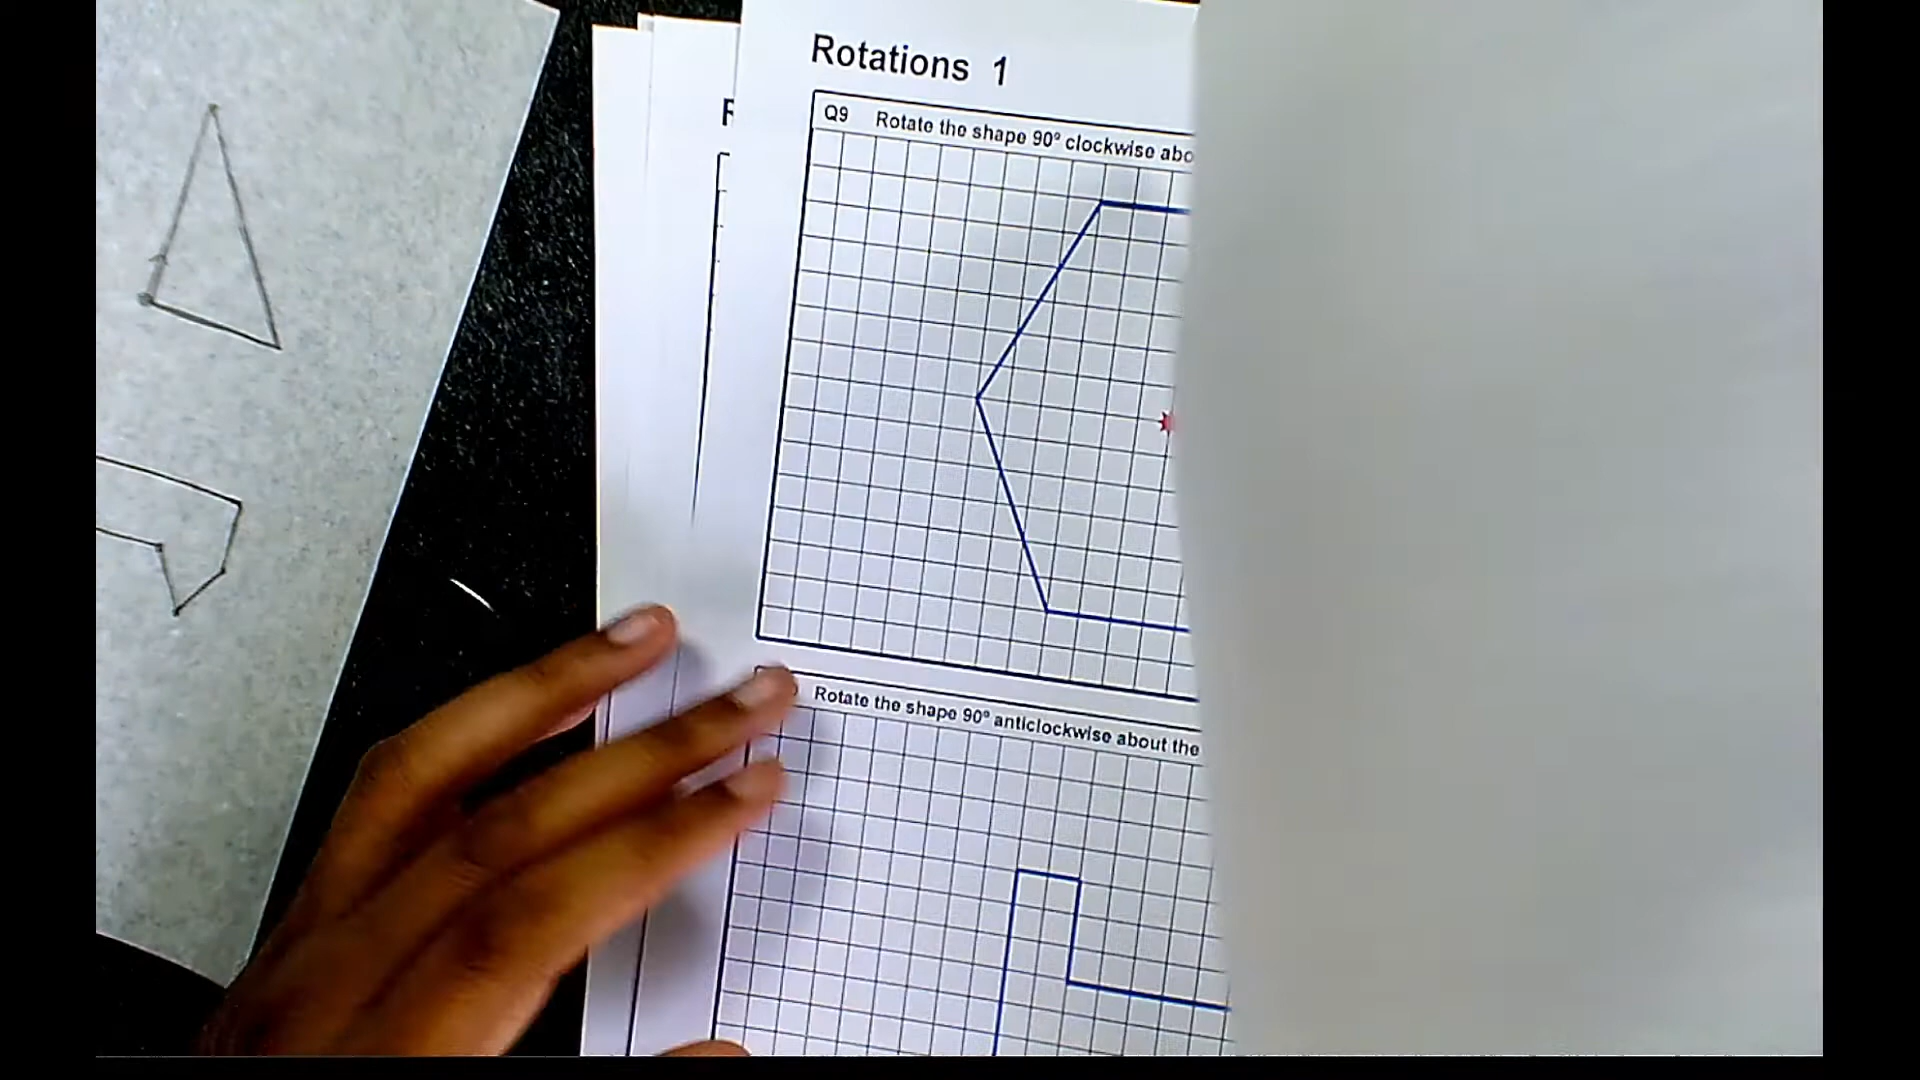 Rotations 1
R
Q9 Rotate the shape 90° clockwise abo
Rotate the shape 90° anticlockwise about the